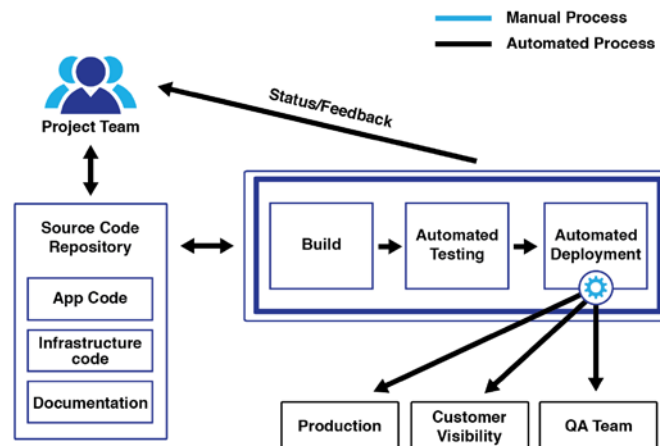 Manual Process
Automated Process
Project Team
Status/Feedback
Source Code
Repository
App Code
Infrastructure
code
Documentation
Build
Automated
Testing
Automated
Deployment
Production
Customer
Visibility
QA Team